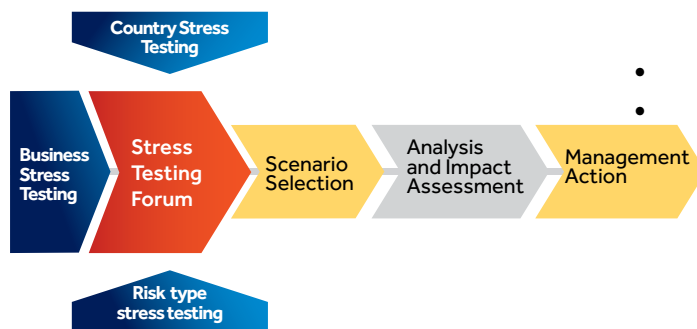 Country Stress
Testing
Business
Stress
Testing
Stress
Testing
Forum
Scenario
Selection
Analysis
and Impact
Assessment
Management
Action
Risk type
stress testing